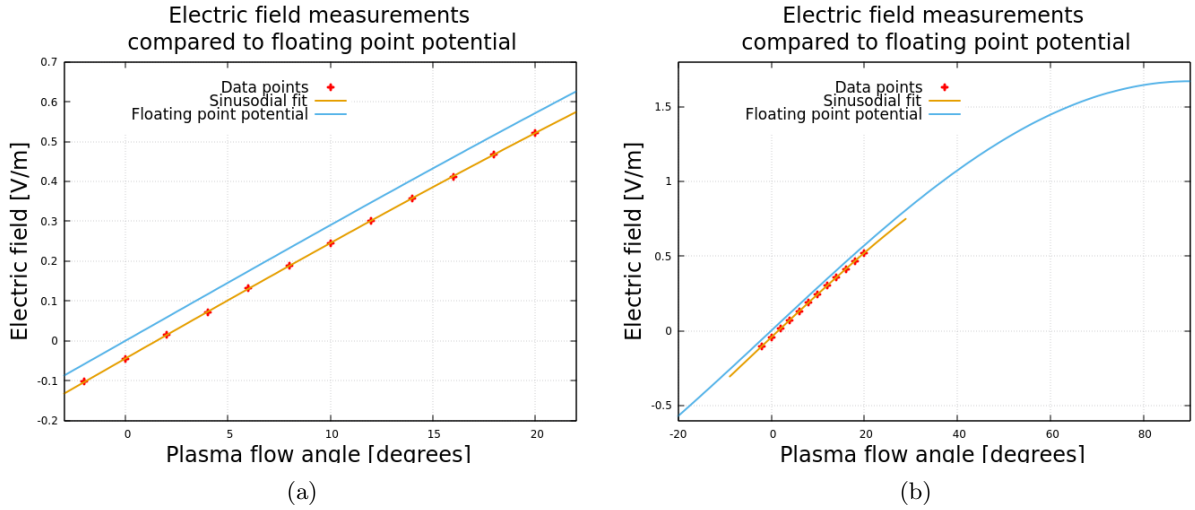 Electric field measurements
compared to floating point potential
Data points
Sinusodial fit
Floating point potential
0.7
0.6
0.5
0.4
0.3
0.2
0.1
0
-0.1
-0.2
Electric field [V/m]
0 5 10 15 20
Plasma flow angle [degrees]
(a)
Electric field measurements
compared to floating point potential
Data points
Sinusodial fit
Floating point potential
1.5
1
0.5
0
-0.5
Electric field [V/m]
-20 0 20 40 60 80
Plasma flow angle [degrees]
(b)